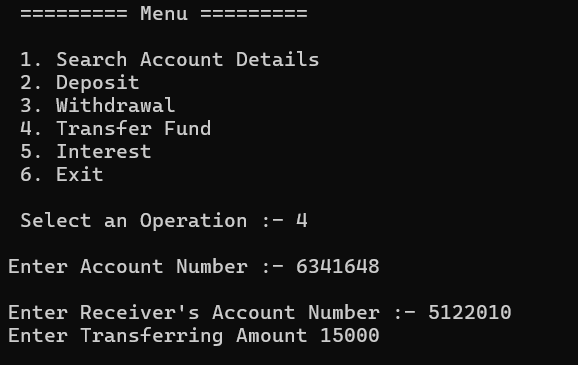 ========= Menu =========
1. Search Account Details
2. Deposit
3. Withdrawal
4. Transfer Fund
5. Interest
6. Exit
Select an Operation :- 4
Enter Account Number :- 6341648
Enter Receiver's Account Number :- 5122010
Enter Transferring Amount 15000